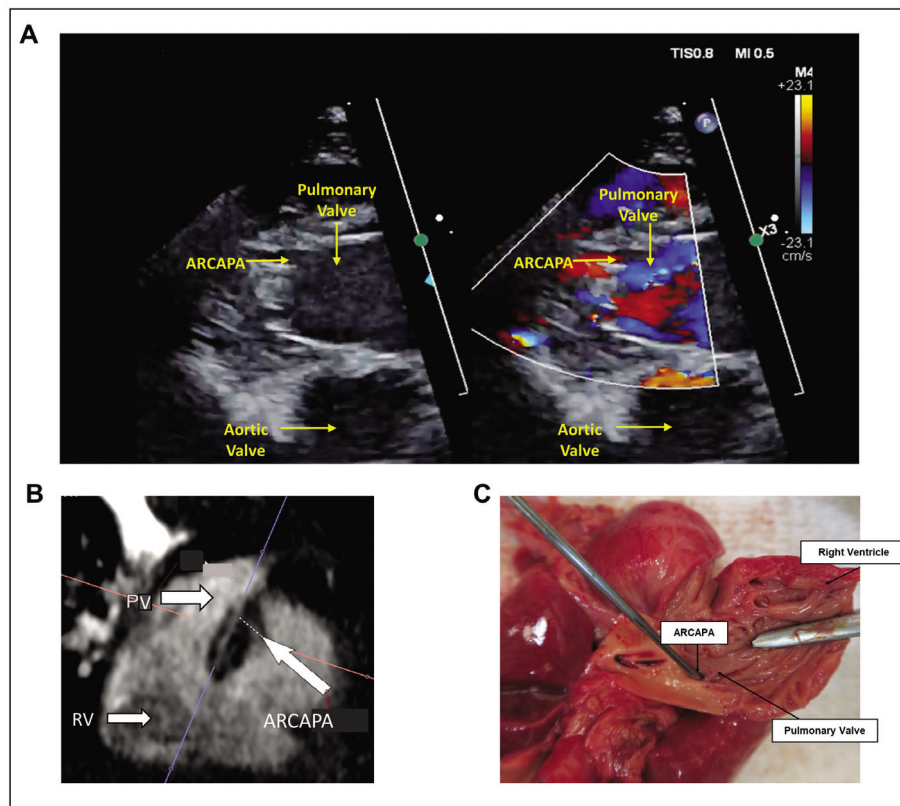 A
TIS0.8 MI 0.5
M4
+23.1
-23.1
cm/s
P
X3
Pulmonary
Valve
ARCAPA
Aortic
Valve
Pulmonary
Valve
ARCAPA
Aortic
Valve
B
PV
RV
ARCAPA
C
Right Ventricle
ARCAPA
Pulmonary Valve